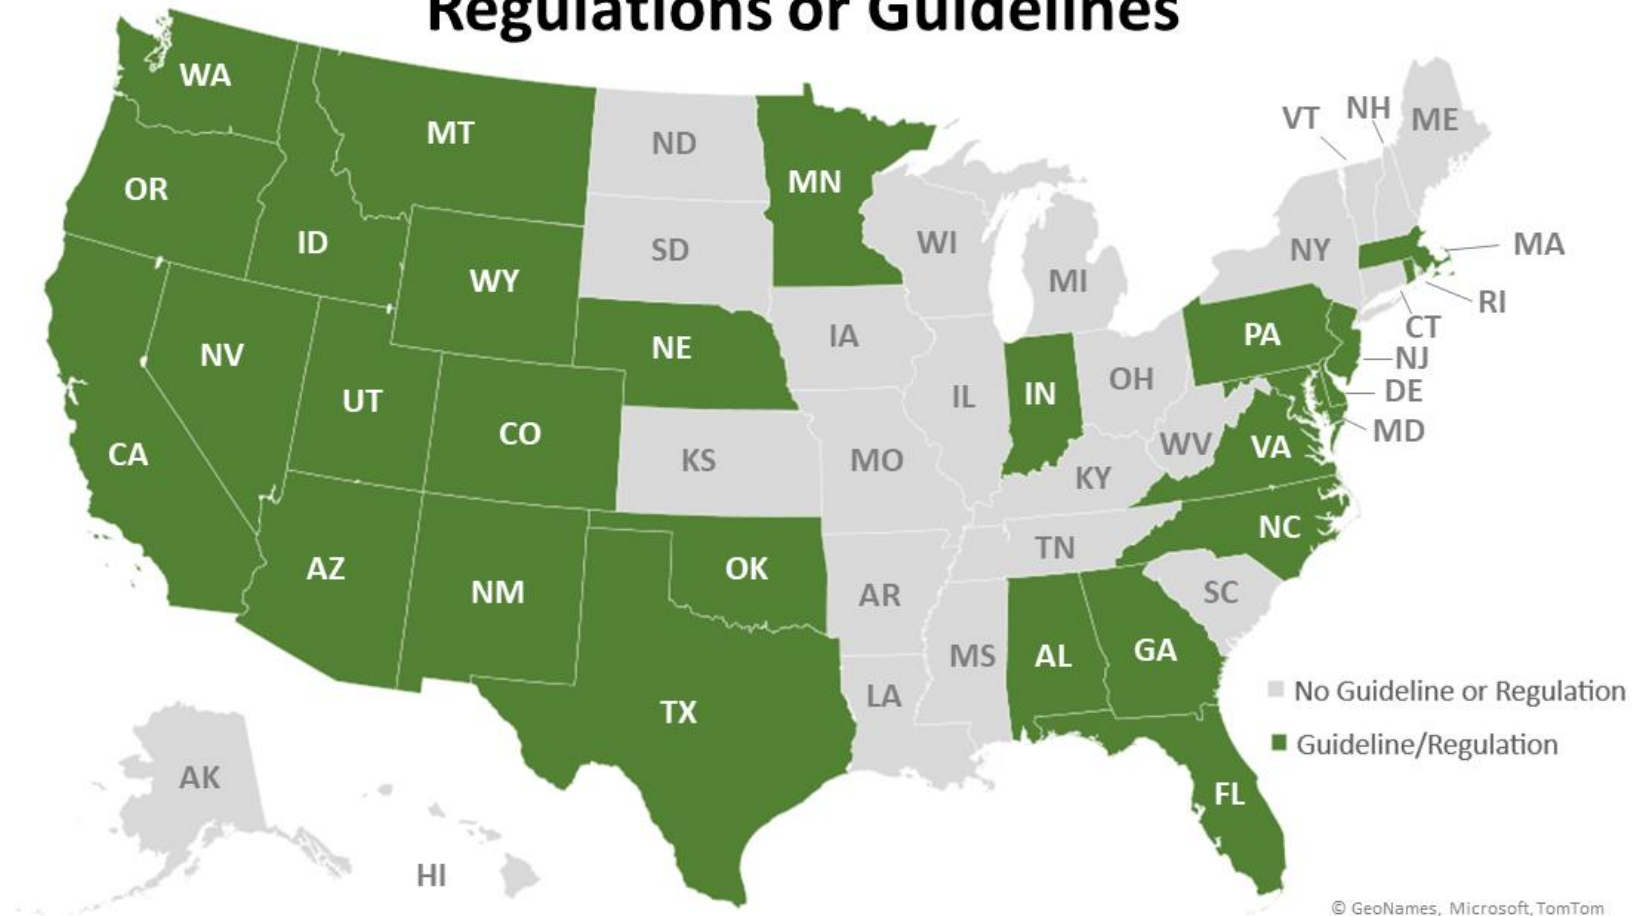 Regulations or Guidelines
WA
MT
ND
MN
VT
NH
ME
OR
ID
WY
SD
WI
MI
NY
MA
RI
CT
NV
UT
CO
NE
IA
IL
IN
OH
PA
NJ
DE
MD
CA
KS
MO
KY
WV
VA
AZ
NM
OK
AR
TN
NC
SC
TX
LA
MS
AL
GA
FL
AK
HI
No Guideline or Regulation
Guideline/Regulation
© GeoNames, Microsoft, TomTom